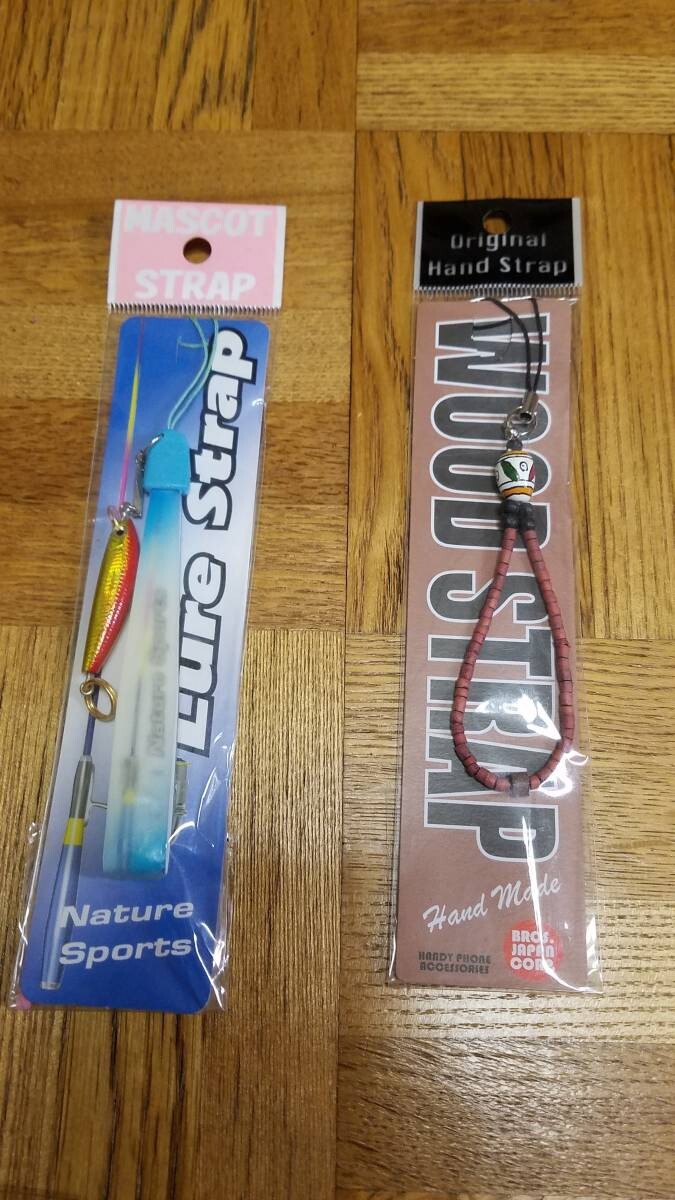 MASCOT
STRAP
Lure Strap
Nature Sports
Nature
Sports
Original
Hand Strap
WOOD STRAP
Hand Made
HANDY PHONE
ACCESSORIES
BROS.
JAPAN
CORP.